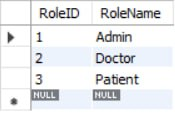 RoleID RoleName
1 Admin
2 Doctor
3 Patient
NULL NULL